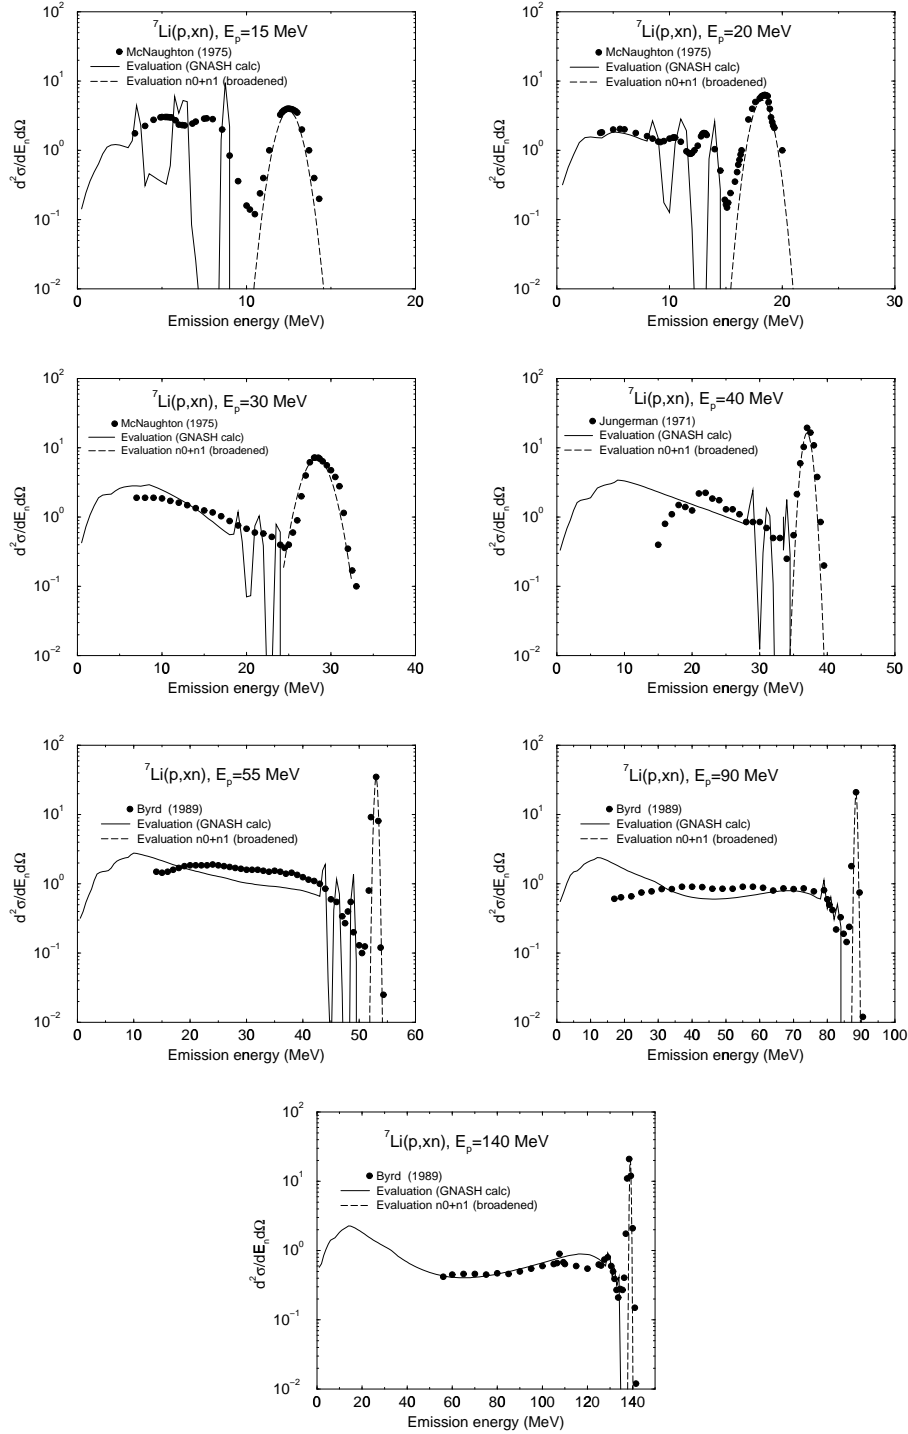 ⁷Li(p,xn), Eₚ=15 MeV
McNaughton (1975)
Evaluation (GNASH calc)
Evaluation n0+n1 (broadened)
10²
10¹
10⁰
10⁻¹
10⁻²
d²σ/dEₙdΩ
0 10 20
Emission energy (MeV)
⁷Li(p,xn), Eₚ=20 MeV
McNaughton (1975)
Evaluation (GNASH calc)
Evaluation n0+n1 (broadened)
10²
10¹
10⁰
10⁻¹
10⁻²
d²σ/dEₙdΩ
0 10 20 30
Emission energy (MeV)
⁷Li(p,xn), Eₚ=30 MeV
McNaughton (1975)
Evaluation (GNASH calc)
Evaluation n0+n1 (broadened)
10²
10¹
10⁰
10⁻¹
10⁻²
d²σ/dEₙdΩ
0 10 20 30 40
Emission energy (MeV)
⁷Li(p,xn), Eₚ=40 MeV
Jungerman (1971)
Evaluation (GNASH calc)
Evaluation n0+n1 (broadened)
10²
10¹
10⁰
10⁻¹
10⁻²
d²σ/dEₙdΩ
0 10 20 30 40 50
Emission energy (MeV)
⁷Li(p,xn), Eₚ=55 MeV
Byrd (1989)
Evaluation (GNASH calc)
Evaluation n0+n1 (broadened)
10²
10¹
10⁰
10⁻¹
10⁻²
d²σ/dEₙdΩ
0 10 20 30 40 50 60
Emission energy (MeV)
⁷Li(p,xn), Eₚ=90 MeV
Byrd (1989)
Evaluation (GNASH calc)
Evaluation n0+n1 (broadened)
10²
10¹
10⁰
10⁻¹
10⁻²
d²σ/dEₙdΩ
0 10 20 30 40 50 60 70 80 90 100
Emission energy (MeV)
⁷Li(p,xn), Eₚ=140 MeV
Byrd (1989)
Evaluation (GNASH calc)
Evaluation n0+n1 (broadened)
10²
10¹
10⁰
10⁻¹
10⁻²
d²σ/dEₙdΩ
0 20 40 60 80 100 120 140
Emission energy (MeV)